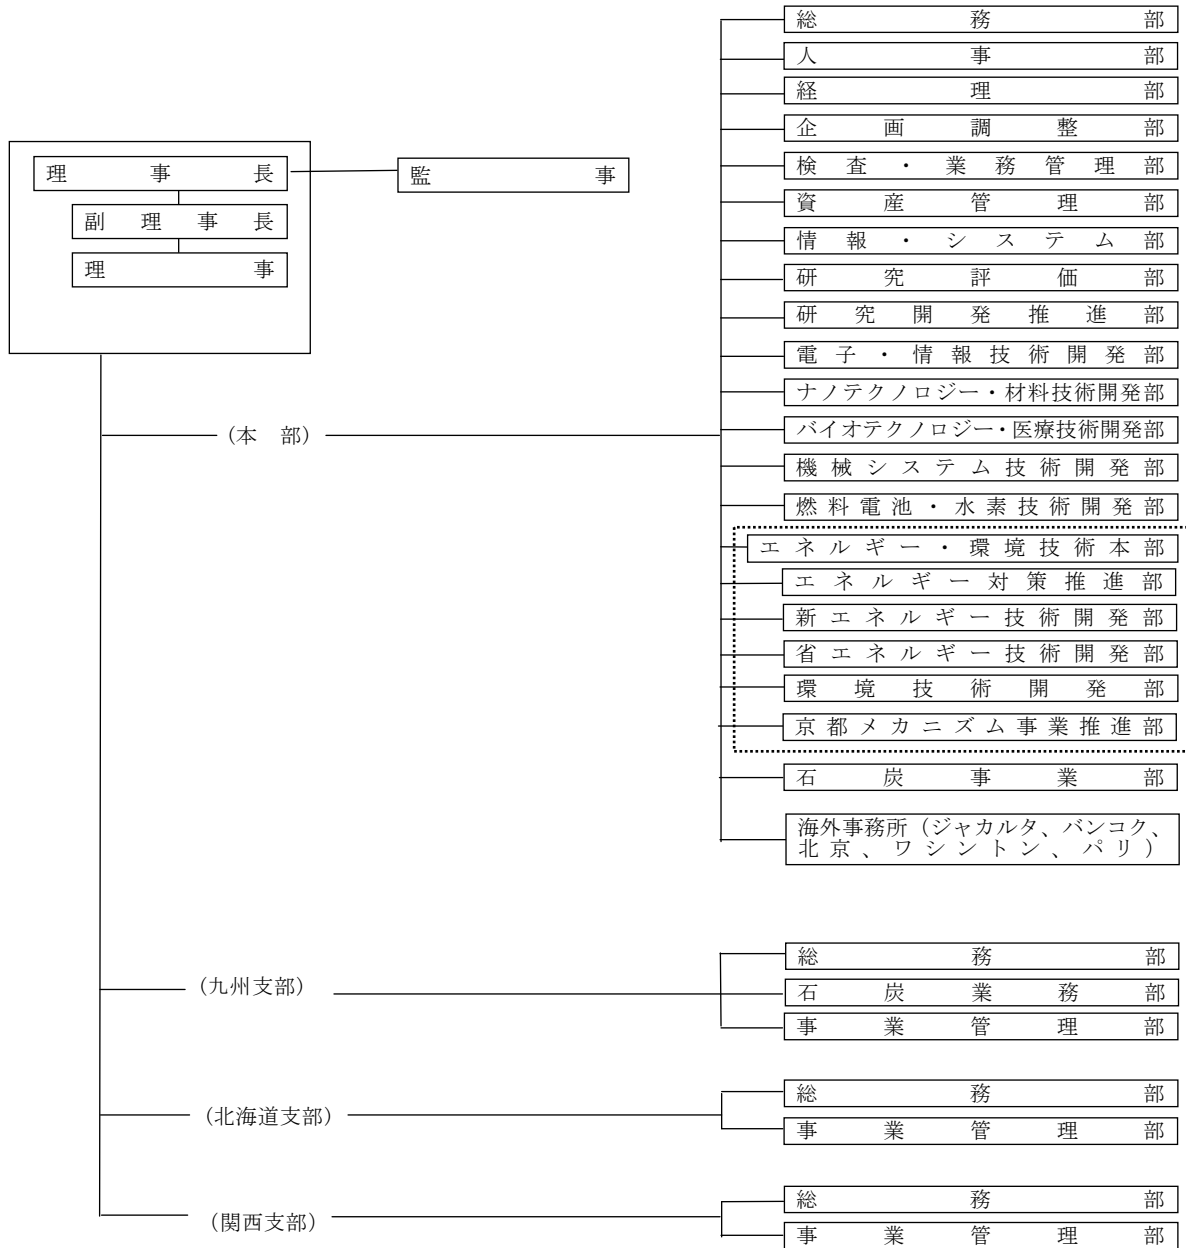 理事長
副理事長
理事
監事
(本 部)
総務部
人事部
経理部
企画調整部
検査・業務管理部
資産管理部
情報・システム部
研究評価部
研究開発推進部
電子・情報技術開発部
ナノテクノロジー・材料技術開発部
バイオテクノロジー・医療技術開発部
機械システム技術開発部
燃料電池・水素技術開発部
エネルギー・環境技術本部
エネルギー対策推進部
新エネルギー技術開発部
省エネルギー技術開発部
環境技術開発部
京都メカニズム事業推進部
石炭事業部
海外事務所(ジャカルタ、バンコク、
北京、ワシントン、パリ)
(九州支部)
総務部
石炭業務部
事業管理部
(北海道支部)
総務部
事業管理部
(関西支部)
総務部
事業管理部